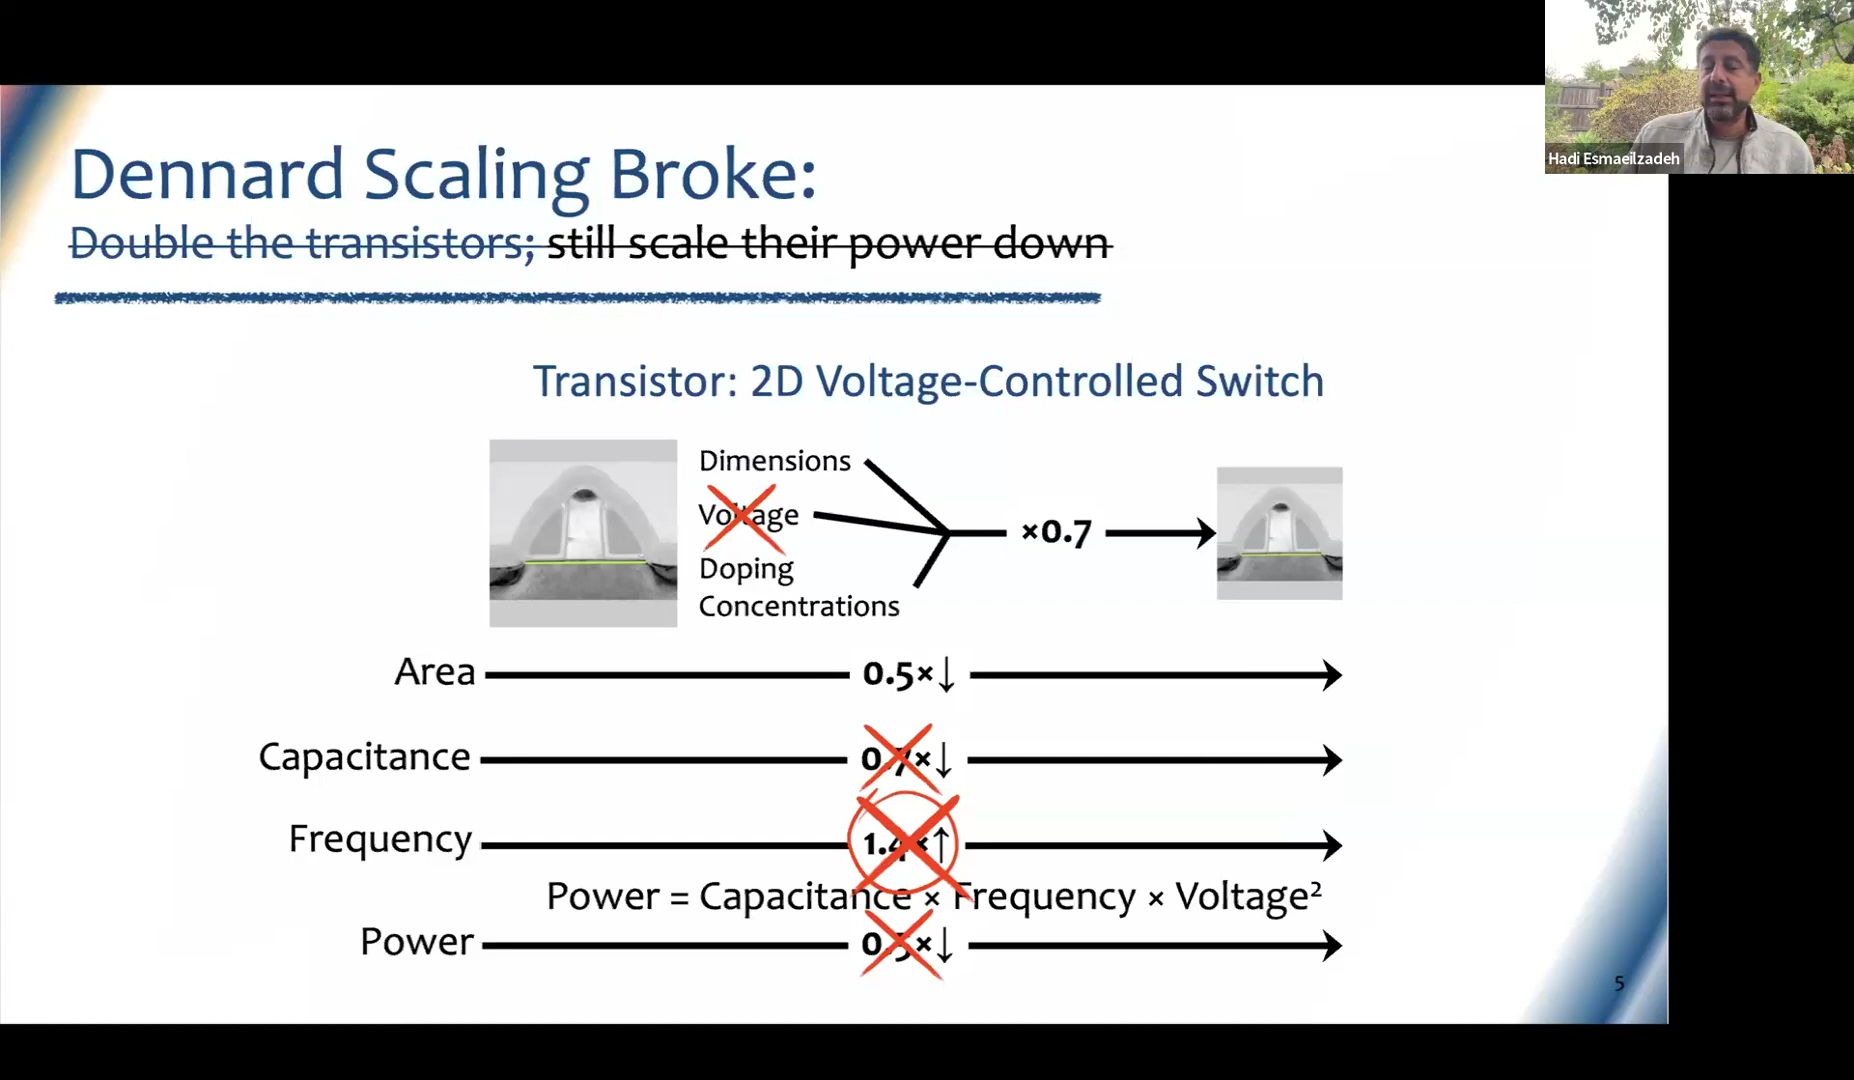 Hadi Esmaeilzadeh
Dennard Scaling Broke:
Double the transistors; still scale their power down
Transistor: 2D Voltage-Controlled Switch
Dimensions
Voltage
Doping
Concentrations
×0.7
Area 0.5×↓
Capacitance 0.7×↓
Frequency 1.4×↑
Power = Capacitance × Frequency × Voltage²
Power 0.5×↓
5